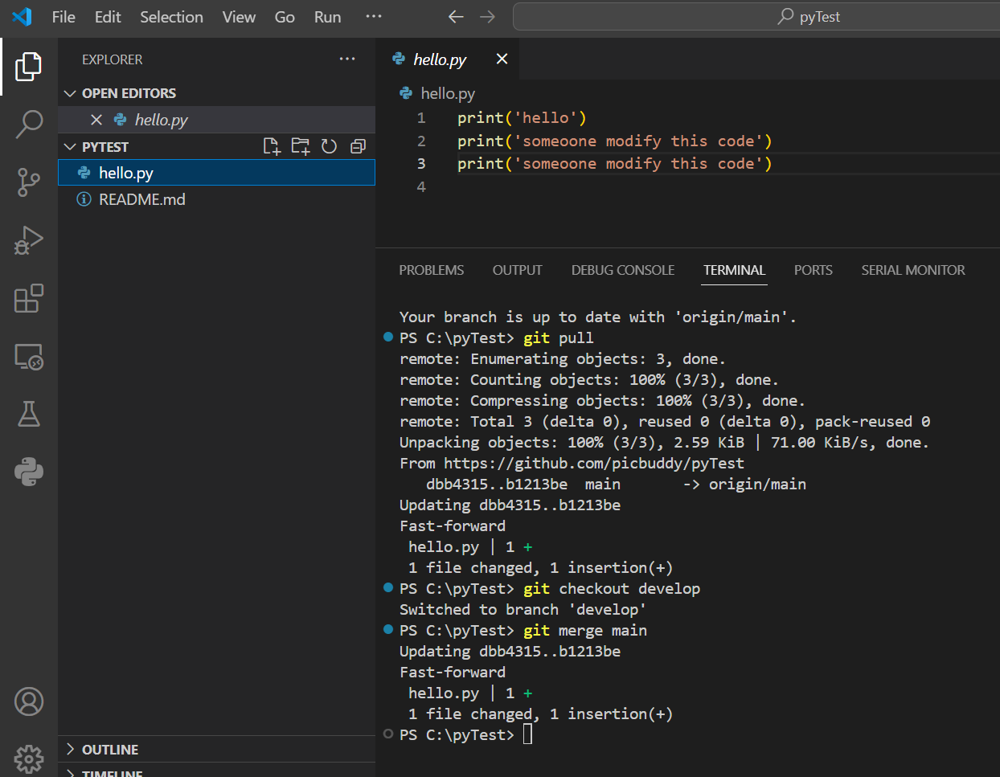 File Edit Selection View Go Run ··· ← → pyTest
EXPLORER ···
OPEN EDITORS
hello.py
PYTEST
hello.py
README.md
OUTLINE
TIMELINE
hello.py
hello.py
1 print('hello')
2 print('someoone modify this code')
3 print('someoone modify this code')
4
PROBLEMS OUTPUT DEBUG CONSOLE TERMINAL PORTS SERIAL MONITOR
Your branch is up to date with 'origin/main'.
PS C:\pyTest> git pull
remote: Enumerating objects: 3, done.
remote: Counting objects: 100% (3/3), done.
remote: Compressing objects: 100% (3/3), done.
remote: Total 3 (delta 0), reused 0 (delta 0), pack-reused 0
Unpacking objects: 100% (3/3), 2.59 KiB | 71.00 KiB/s, done.
From https://github.com/picbuddy/pyTest
   dbb4315..b1213be  main       -> origin/main
Updating dbb4315..b1213be
Fast-forward
 hello.py | 1 +
 1 file changed, 1 insertion(+)
PS C:\pyTest> git checkout develop
Switched to branch 'develop'
PS C:\pyTest> git merge main
Updating dbb4315..b1213be
Fast-forward
 hello.py | 1 +
 1 file changed, 1 insertion(+)
PS C:\pyTest>